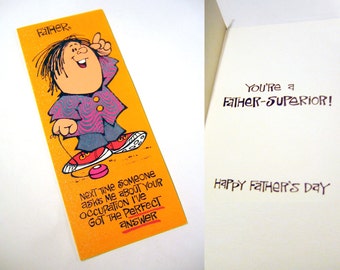 FATHER,
NEXT TIME SOMEONE
ASKS ME ABOUT YOUR
OCCUPATION I'VE
GOT THE PERFECT
ANSWER
YOU'RE A
FATHER-SUPERIOR!
HAPPY FATHER'S DAY